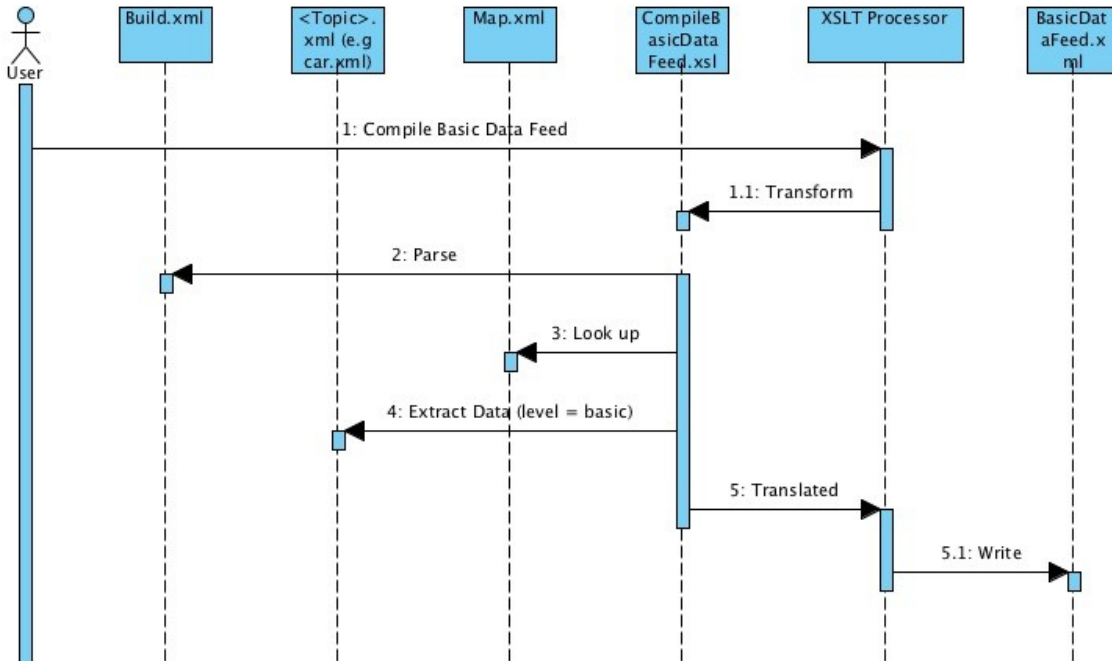 User
Build.xml
<Topic>.
xml (e.g
car.xml)
Map.xml
CompileB
asicData
Feed.xsl
XSLT Processor
BasicDat
aFeed.x
ml
1: Compile Basic Data Feed
1.1: Transform
2: Parse
3: Look up
4: Extract Data (level = basic)
5: Translated
5.1: Write